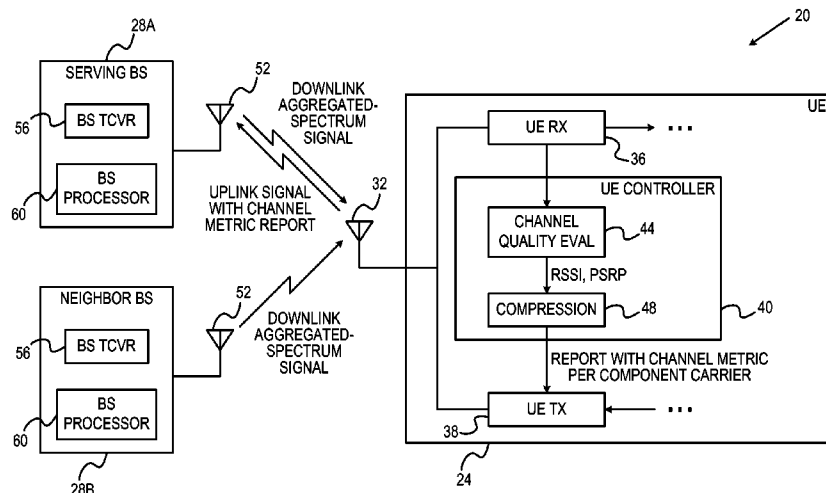 20
28A
SERVING BS
56
BS TCVR
60
BS
PROCESSOR
52
DOWNLINK
AGGREGATED-
SPECTRUM
SIGNAL
UPLINK SIGNAL
WITH CHANNEL
METRIC REPORT
32
NEIGHBOR BS
56
BS TCVR
60
BS
PROCESSOR
28B
52
DOWNLINK
AGGREGATED-
SPECTRUM
SIGNAL
UE
UE RX
36
UE CONTROLLER
CHANNEL
QUALITY EVAL
44
RSSI, PSRP
COMPRESSION
48
40
REPORT WITH CHANNEL METRIC
PER COMPONENT CARRIER
UE TX
38
24